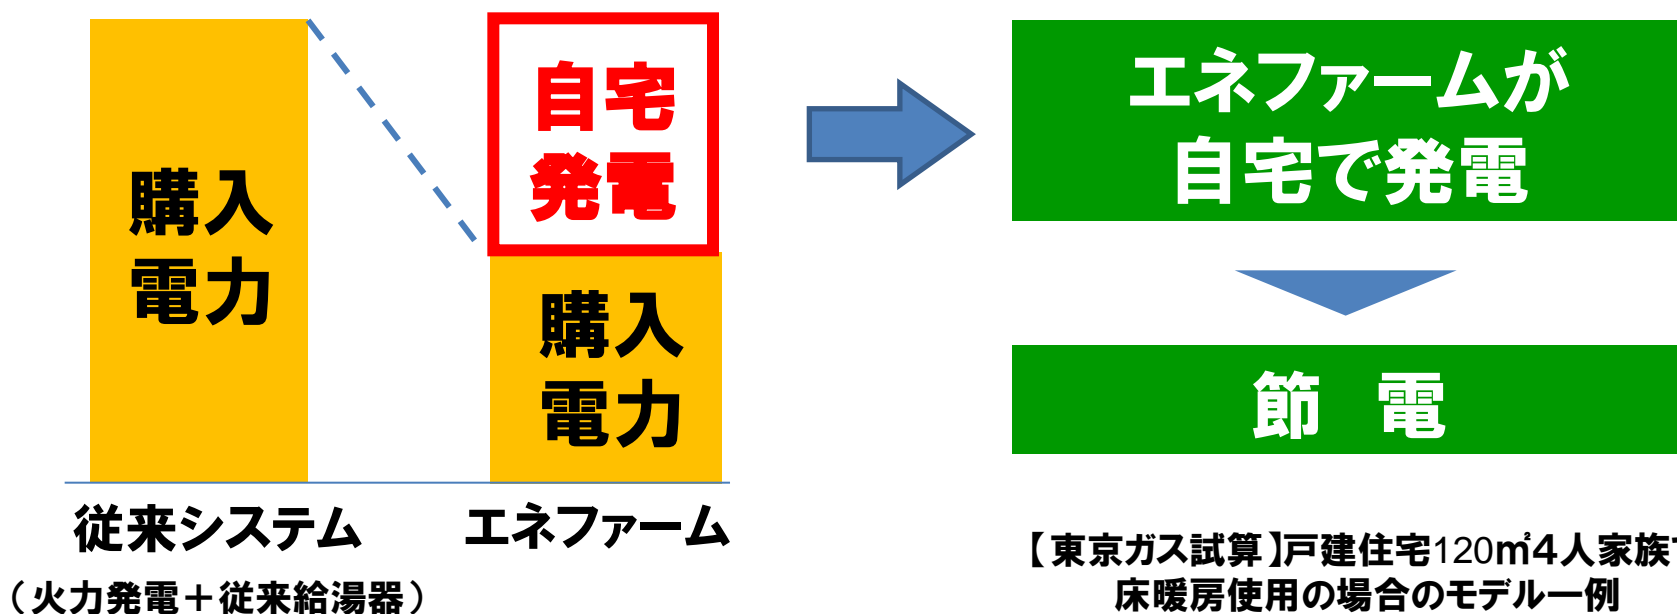 購入
電力
自宅
発電
購入
電力
従来システム
エネファーム
（火力発電＋従来給湯器）
エネファームが
自宅で発電
節　電
【東京ガス試算】戸建住宅120㎡4人家族
床暖房使用の場合のモデル一例